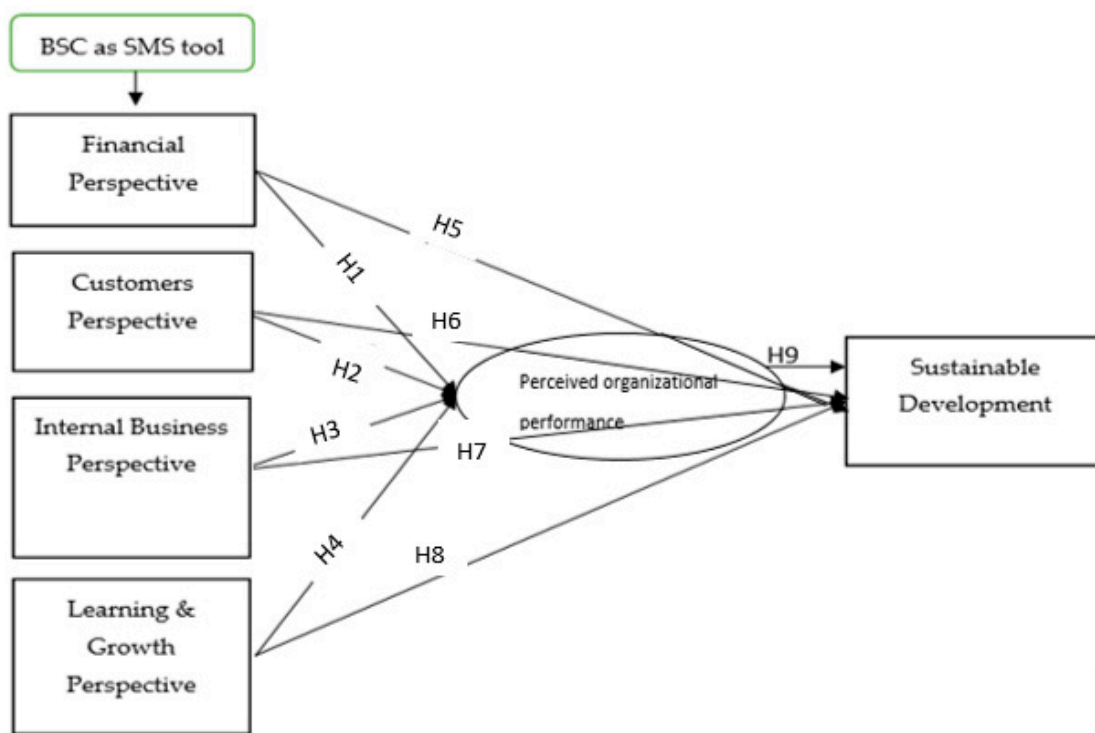 BSC as SMS tool
Financial
Perspective
H5
H1
Customers
Perspective
H6
H2
H9
Sustainable
Development
Perceived organizational
performance
Internal Business
Perspective
H3
H7
H4
H8
Learning &
Growth
Perspective